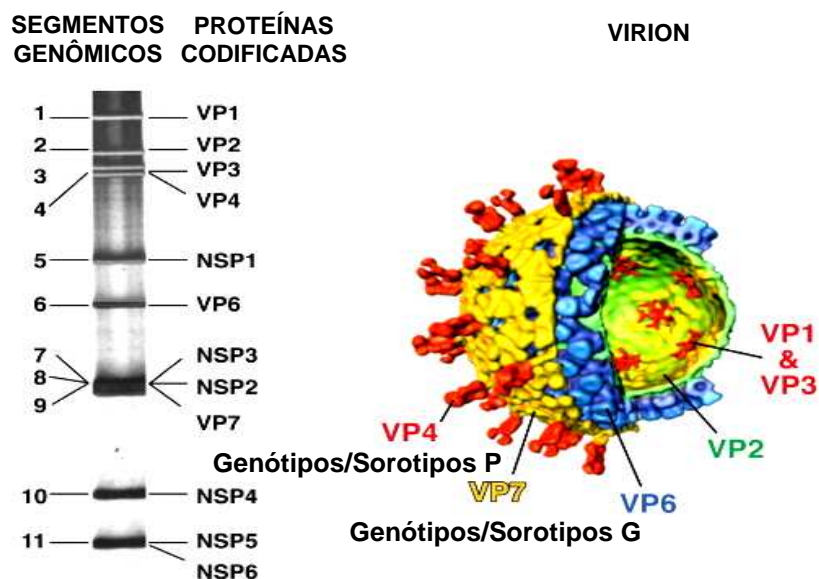 SEGMENTOS
GENÔMICOS
PROTEÍNAS
CODIFICADAS
VIRION
1
2
3
4
5
6
7
8
9
10
11
VP1
VP2
VP3
VP4
NSP1
VP6
NSP3
NSP2
VP7
NSP4
NSP5
NSP6
VP1
&
VP3
VP2
VP4
Genótipos/Sorotipos P
VP7
VP6
Genótipos/Sorotipos G